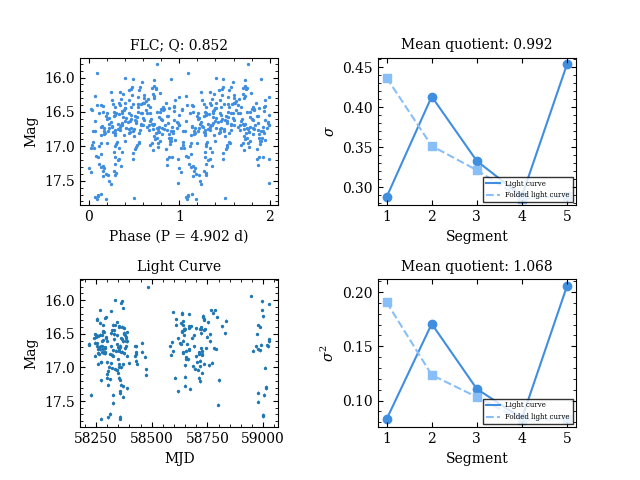 FLC; Q: 0.852
Mag
16.0
16.5
17.0
17.5
0
1
2
Phase (P = 4.902 d)
Mean quotient: 0.992
σ
0.45
0.40
0.35
0.30
Light curve
Folded light curve
1 2 3 4 5
Segment
Light Curve
Mag
16.0
16.5
17.0
17.5
58250 58500 58750 59000
MJD
Mean quotient: 1.068
σ²
0.20
0.15
0.10
Light curve
Folded light curve
1 2 3 4 5
Segment